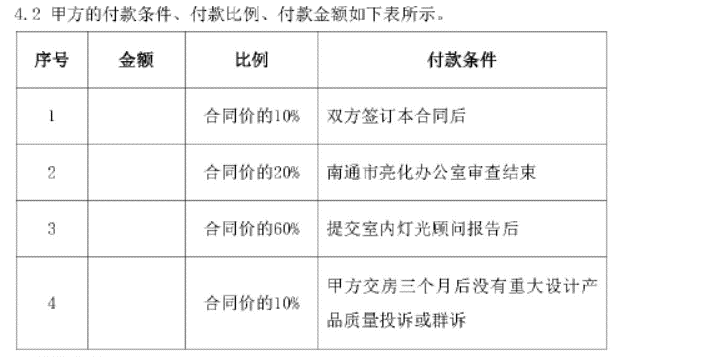 4.2 甲方的付款条件、付款比例、付款金额如下表所示。
序号 金额 比例 付款条件
1 合同价的10% 双方签订本合同后
2 合同价的20% 南通市亮化办公室审查结束
3 合同价的60% 提交室内灯光顾问报告后
4 合同价的10% 甲方交房三个月后没有重大设计产
品质量投诉或群诉